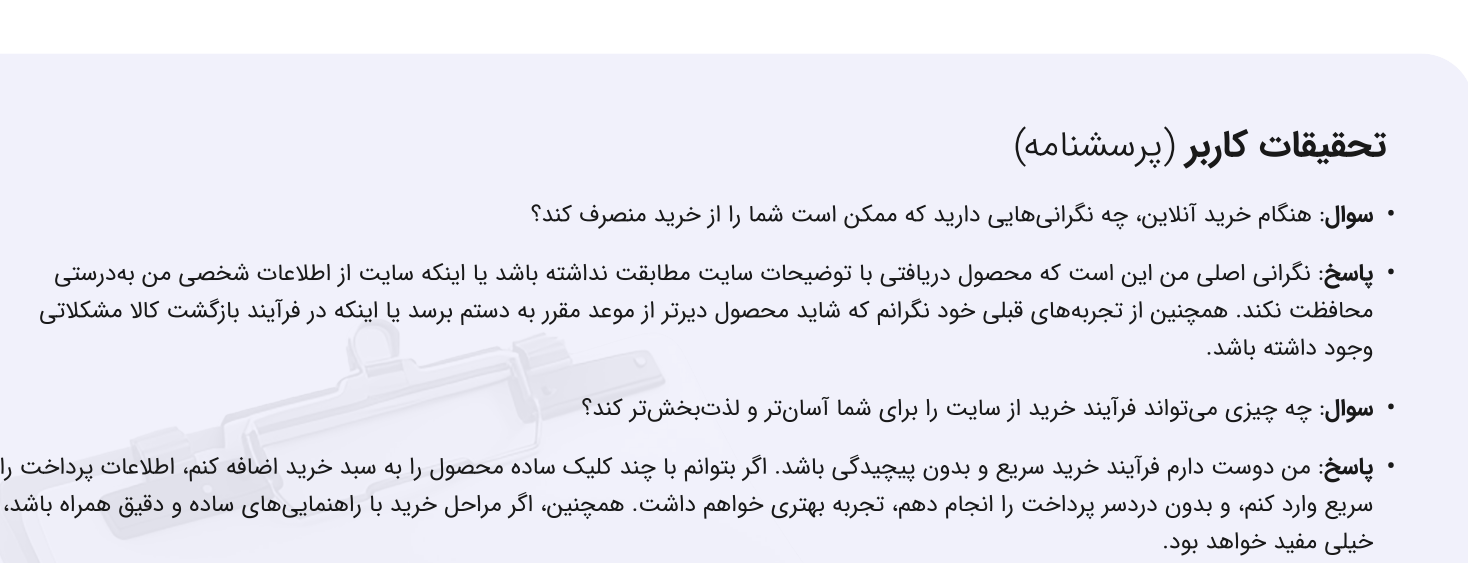 تحقیقات کاربر (پرسشنامه)
• سوال: هنگام خرید آنلاین، چه نگرانی‌هایی دارید که ممکن است شما را از خرید منصرف کند؟
• پاسخ: نگرانی اصلی من این است که محصول دریافتی با توضیحات سایت مطابقت نداشته باشد یا اینکه سایت از اطلاعات شخصی من به‌درستی
محافظت نکند. همچنین از تجربه‌های قبلی خود نگرانم که شاید محصول دیرتر از موعد مقرر به دستم برسد یا اینکه در فرآیند بازگشت کالا مشکلاتی
وجود داشته باشد.
• سوال: چه چیزی می‌تواند فرآیند خرید از سایت را برای شما آسان‌تر و لذت‌بخش‌تر کند؟
• پاسخ: من دوست دارم فرآیند خرید سریع و بدون پیچیدگی باشد. اگر بتوانم با چند کلیک ساده محصول را به سبد خرید اضافه کنم، اطلاعات پرداخت را
سریع وارد کنم، و بدون دردسر پرداخت را انجام دهم، تجربه بهتری خواهم داشت. همچنین، اگر مراحل خرید با راهنمایی‌های ساده و دقیق همراه باشد،
خیلی مفید خواهد بود.